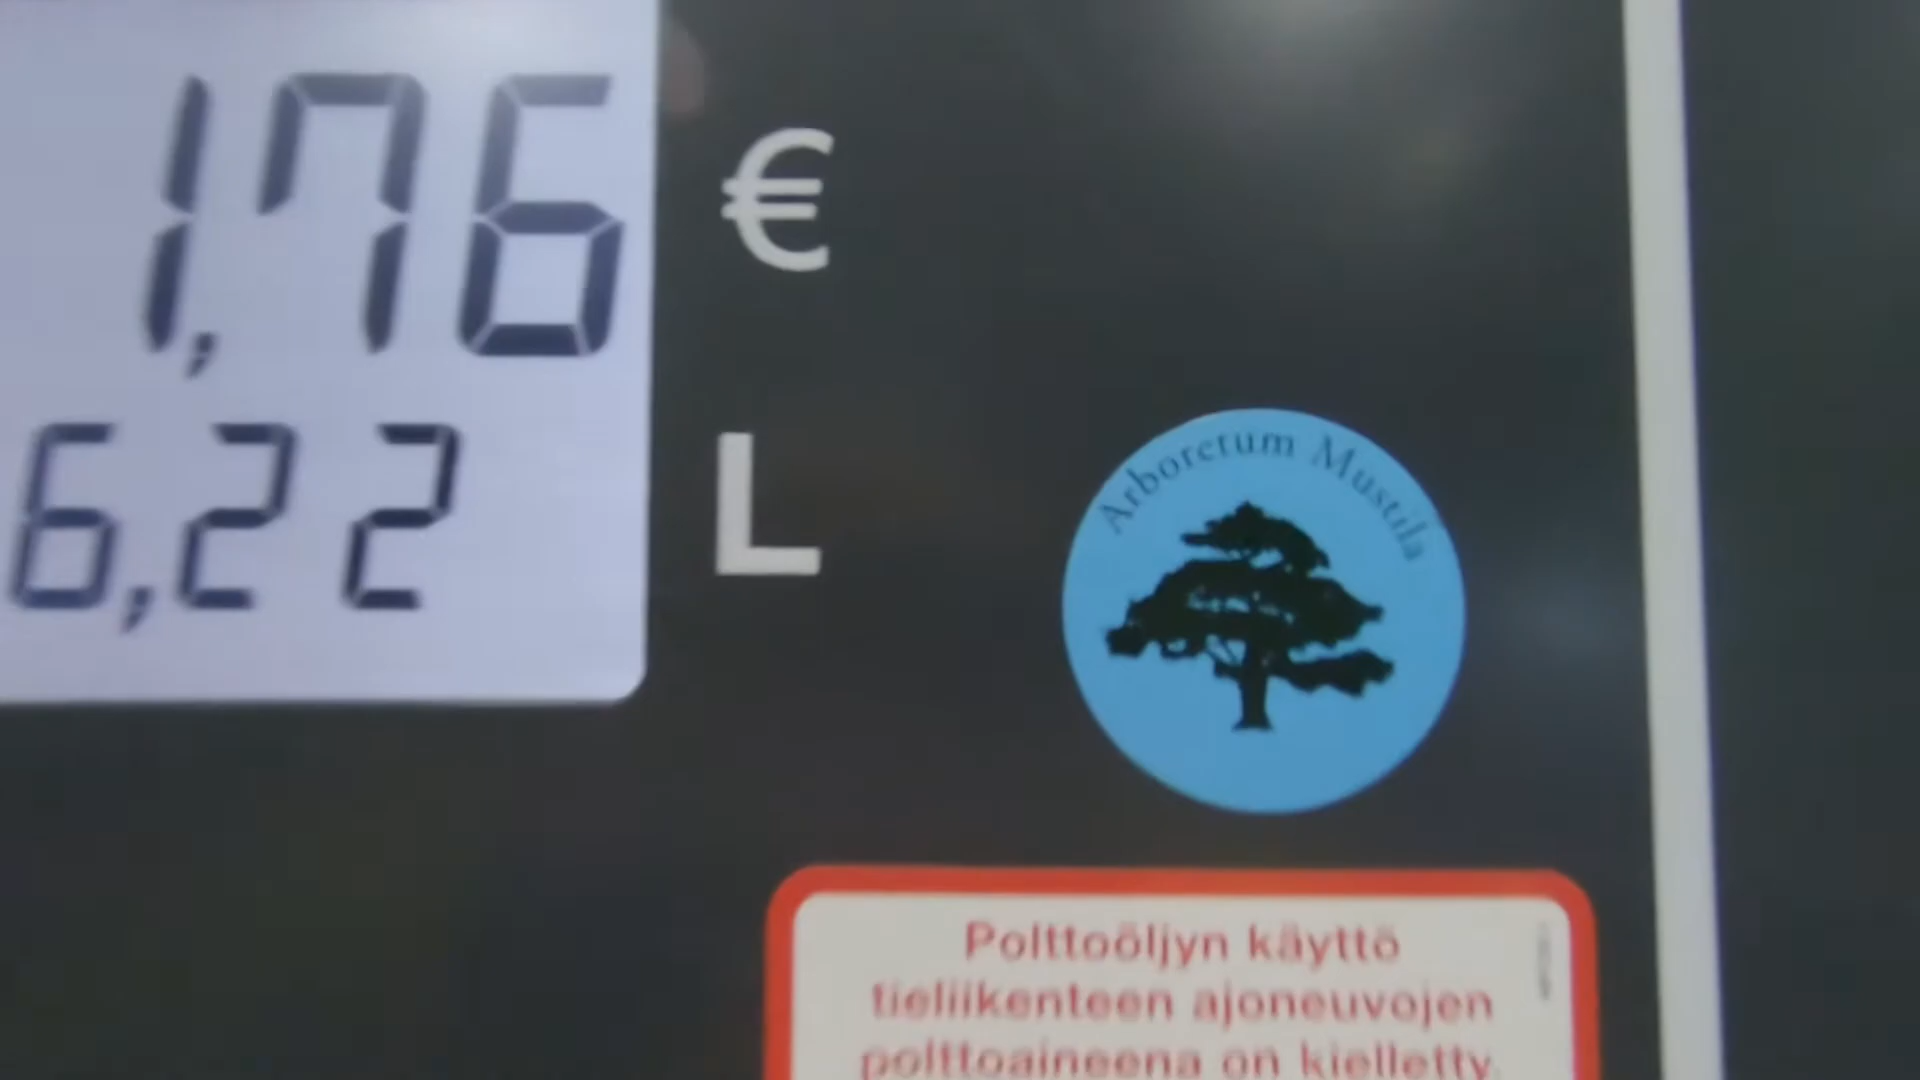 1,76 €
6,22 L
Arboretum Mustila
Polttoöljyn käyttö
tieliikenteen ajoneuvojen
polttoaineena on kielletty.